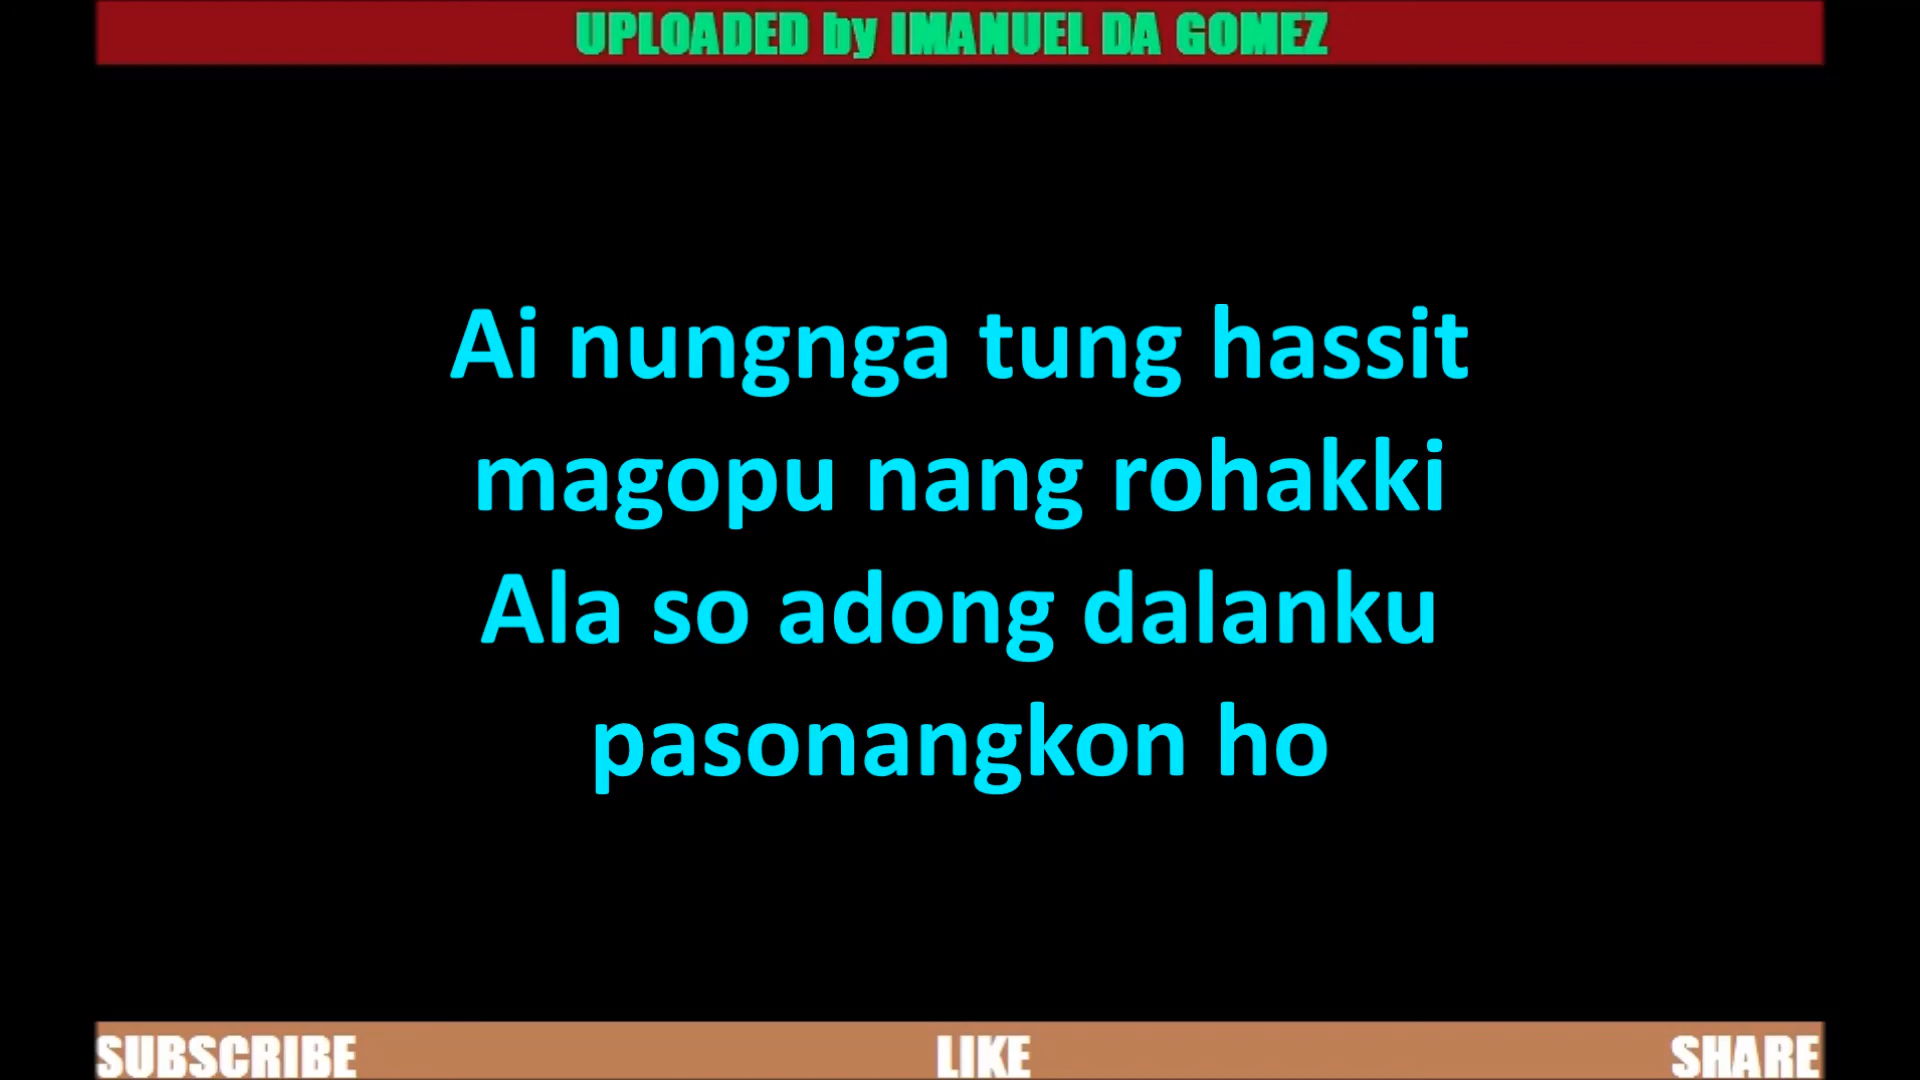 UPLOADED by IMANUEL DA GOMEZ
Ai nungnga tung hassit
magopu nang rohakki
Ala so adong dalanku
pasonangkon ho
SUBSCRIBE LIKE SHARE